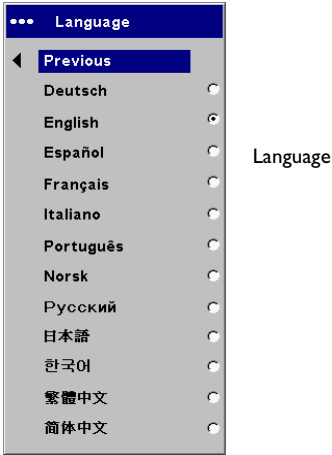 ••• Language
Previous
Deutsch
English
Español
Français
Italiano
Português
Norsk
Русский
日本語
한국어
繁體中文
简体中文
Language